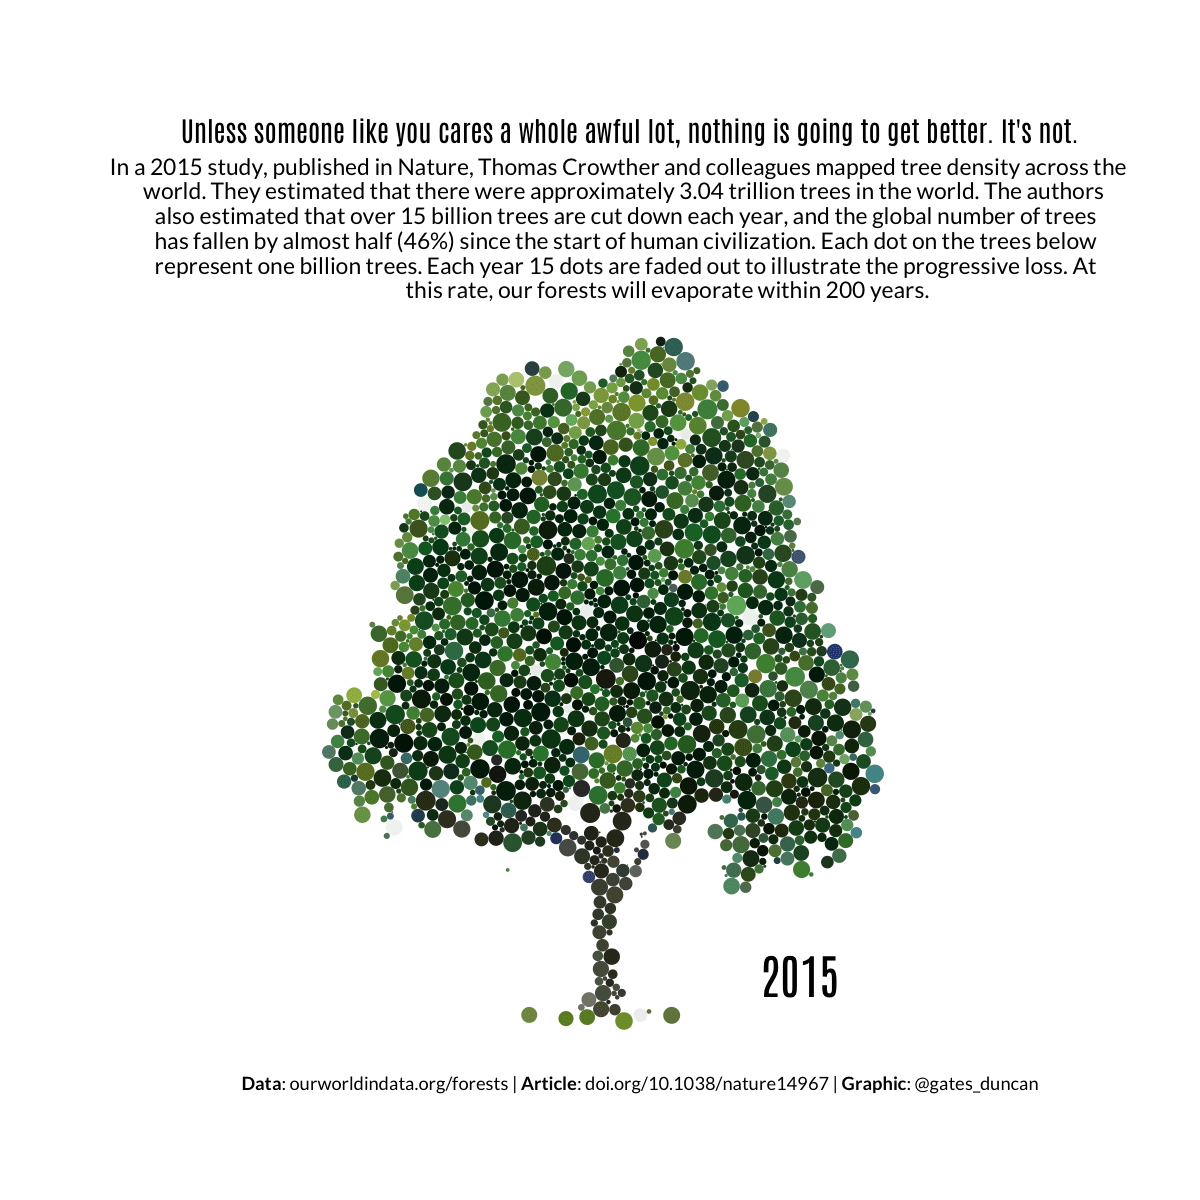 Unless someone like you cares a whole awful lot, nothing is going to get better. It's not.
In a 2015 study, published in Nature, Thomas Crowther and colleagues mapped tree density across the
world. They estimated that there were approximately 3.04 trillion trees in the world. The authors
also estimated that over 15 billion trees are cut down each year, and the global number of trees
has fallen by almost half (46%) since the start of human civilization. Each dot on the trees below
represent one billion trees. Each year 15 dots are faded out to illustrate the progressive loss. At
this rate, our forests will evaporate within 200 years.
2015
Data: ourworldindata.org/forests | Article: doi.org/10.1038/nature14967 | Graphic: @gates_duncan